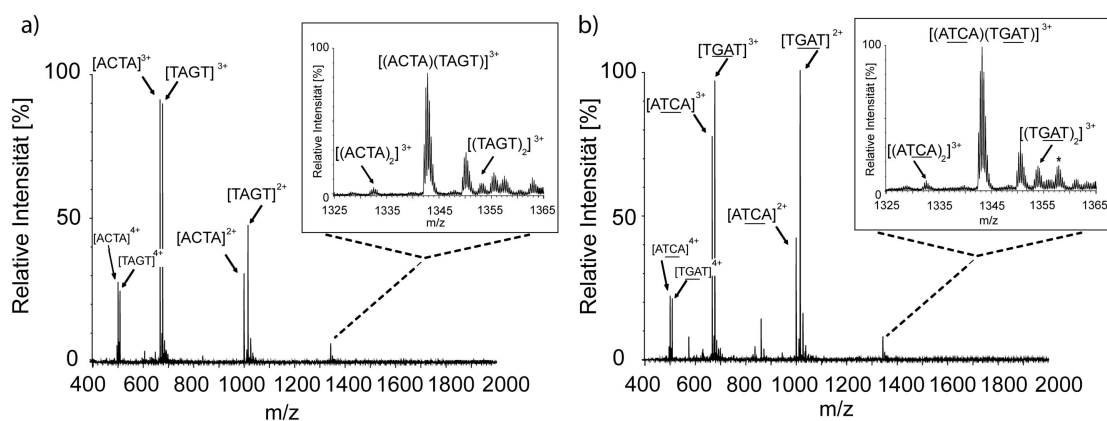 a)
Relative Intensität [%]
100
50
0
400 600 800 1000 1200 1400 1600 2000
m/z
[ACTA]³⁺
[TAGT]³⁺
[TAGT]²⁺
[ACTA]²⁺
[ACTA]⁴⁺
[TAGT]⁴⁺
Relative Intensität [%]
100
0
[(ACTA)(TAGT)]³⁺
[(ACTA)₂]³⁺
[(TAGT)₂]³⁺
1325 1335 1345 1355 1365
m/z
b)
Relative Intensität [%]
100
50
0
400 600 800 1000 1200 1400 1600 2000
m/z
[TGAT]³⁺
[TGAT]²⁺
[ATCA]³⁺
[ATCA]²⁺
[ATCA]⁴⁺
[TGAT]⁴⁺
Relative Intensität [%]
100
0
[(ATCA)(TGAT)]³⁺
[(ATCA)₂]³⁺
[(TGAT)₂]³⁺
*
1325 1335 1345 1355 1365
m/z